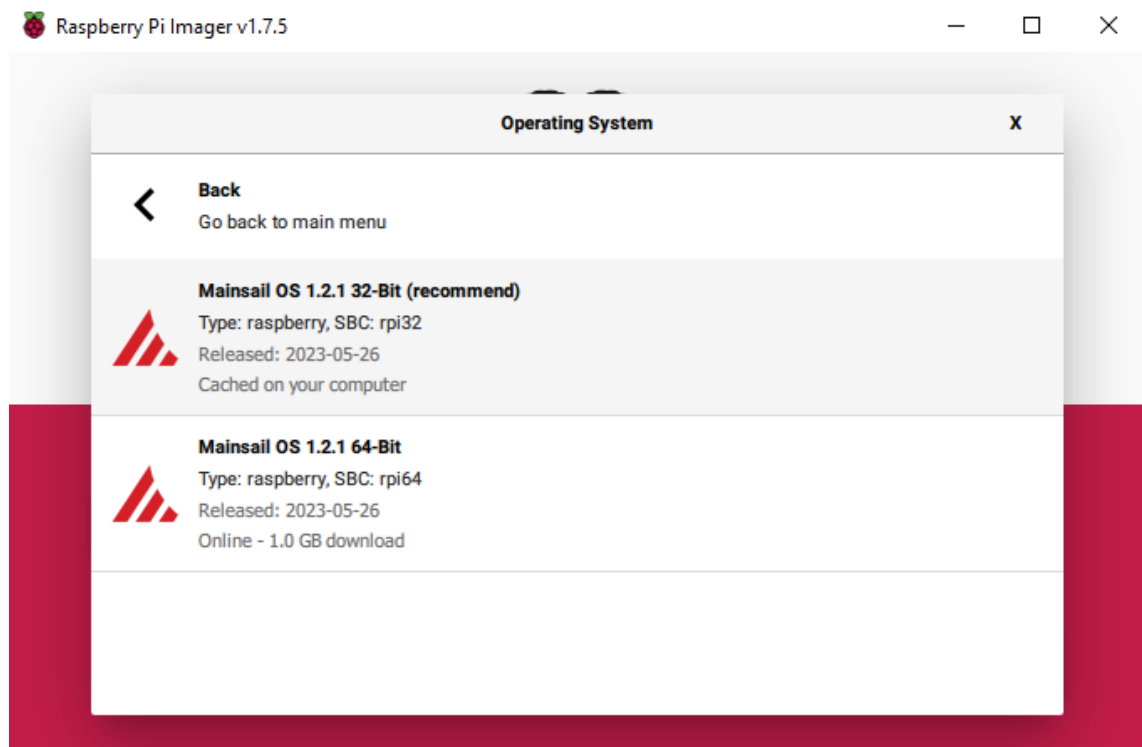 Raspberry Pi Imager v1.7.5
Operating System
X
Back
Go back to main menu
Mainsail OS 1.2.1 32-Bit (recommend)
Type: raspberry, SBC: rpi32
Released: 2023-05-26
Cached on your computer
Mainsail OS 1.2.1 64-Bit
Type: raspberry, SBC: rpi64
Released: 2023-05-26
Online - 1.0 GB download